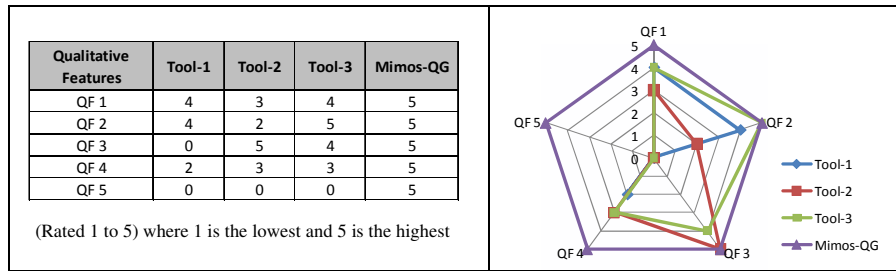 Qualitative Features Tool-1 Tool-2 Tool-3 Mimos-QG
QF 1 4 3 4 5
QF 2 4 2 5 5
QF 3 0 5 4 5
QF 4 2 3 3 5
QF 5 0 0 0 5
(Rated 1 to 5) where 1 is the lowest and 5 is the highest
QF 1
5
4
3
2
1
0
QF 2
QF 3
QF 4
QF 5
Tool-1
Tool-2
Tool-3
Mimos-QG